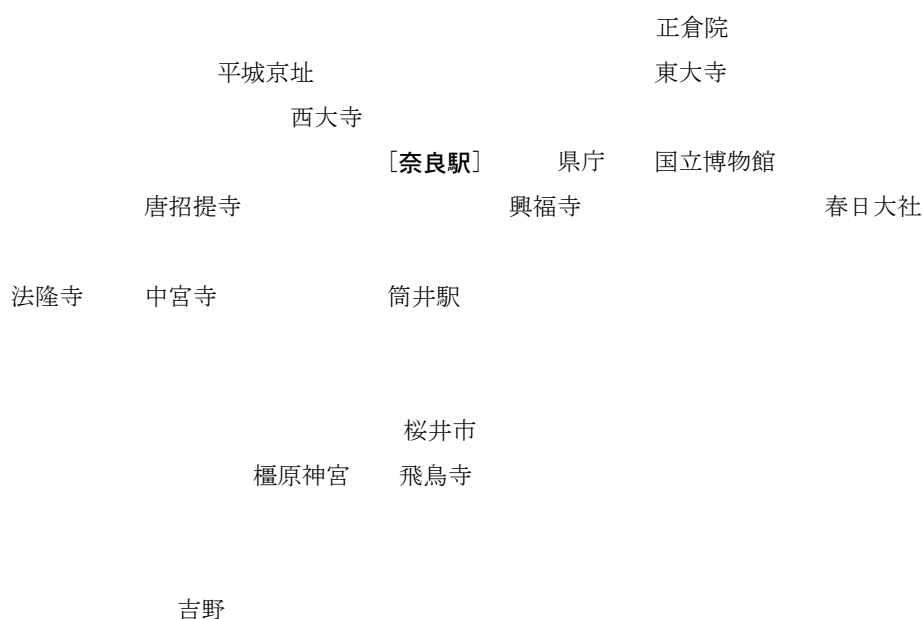 正倉院
平城京址 東大寺
西大寺
[奈良駅] 県庁 国立博物館
唐招提寺 興福寺 春日大社
法隆寺 中宮寺 筒井駅
桜井市
橿原神宮 飛鳥寺
吉野